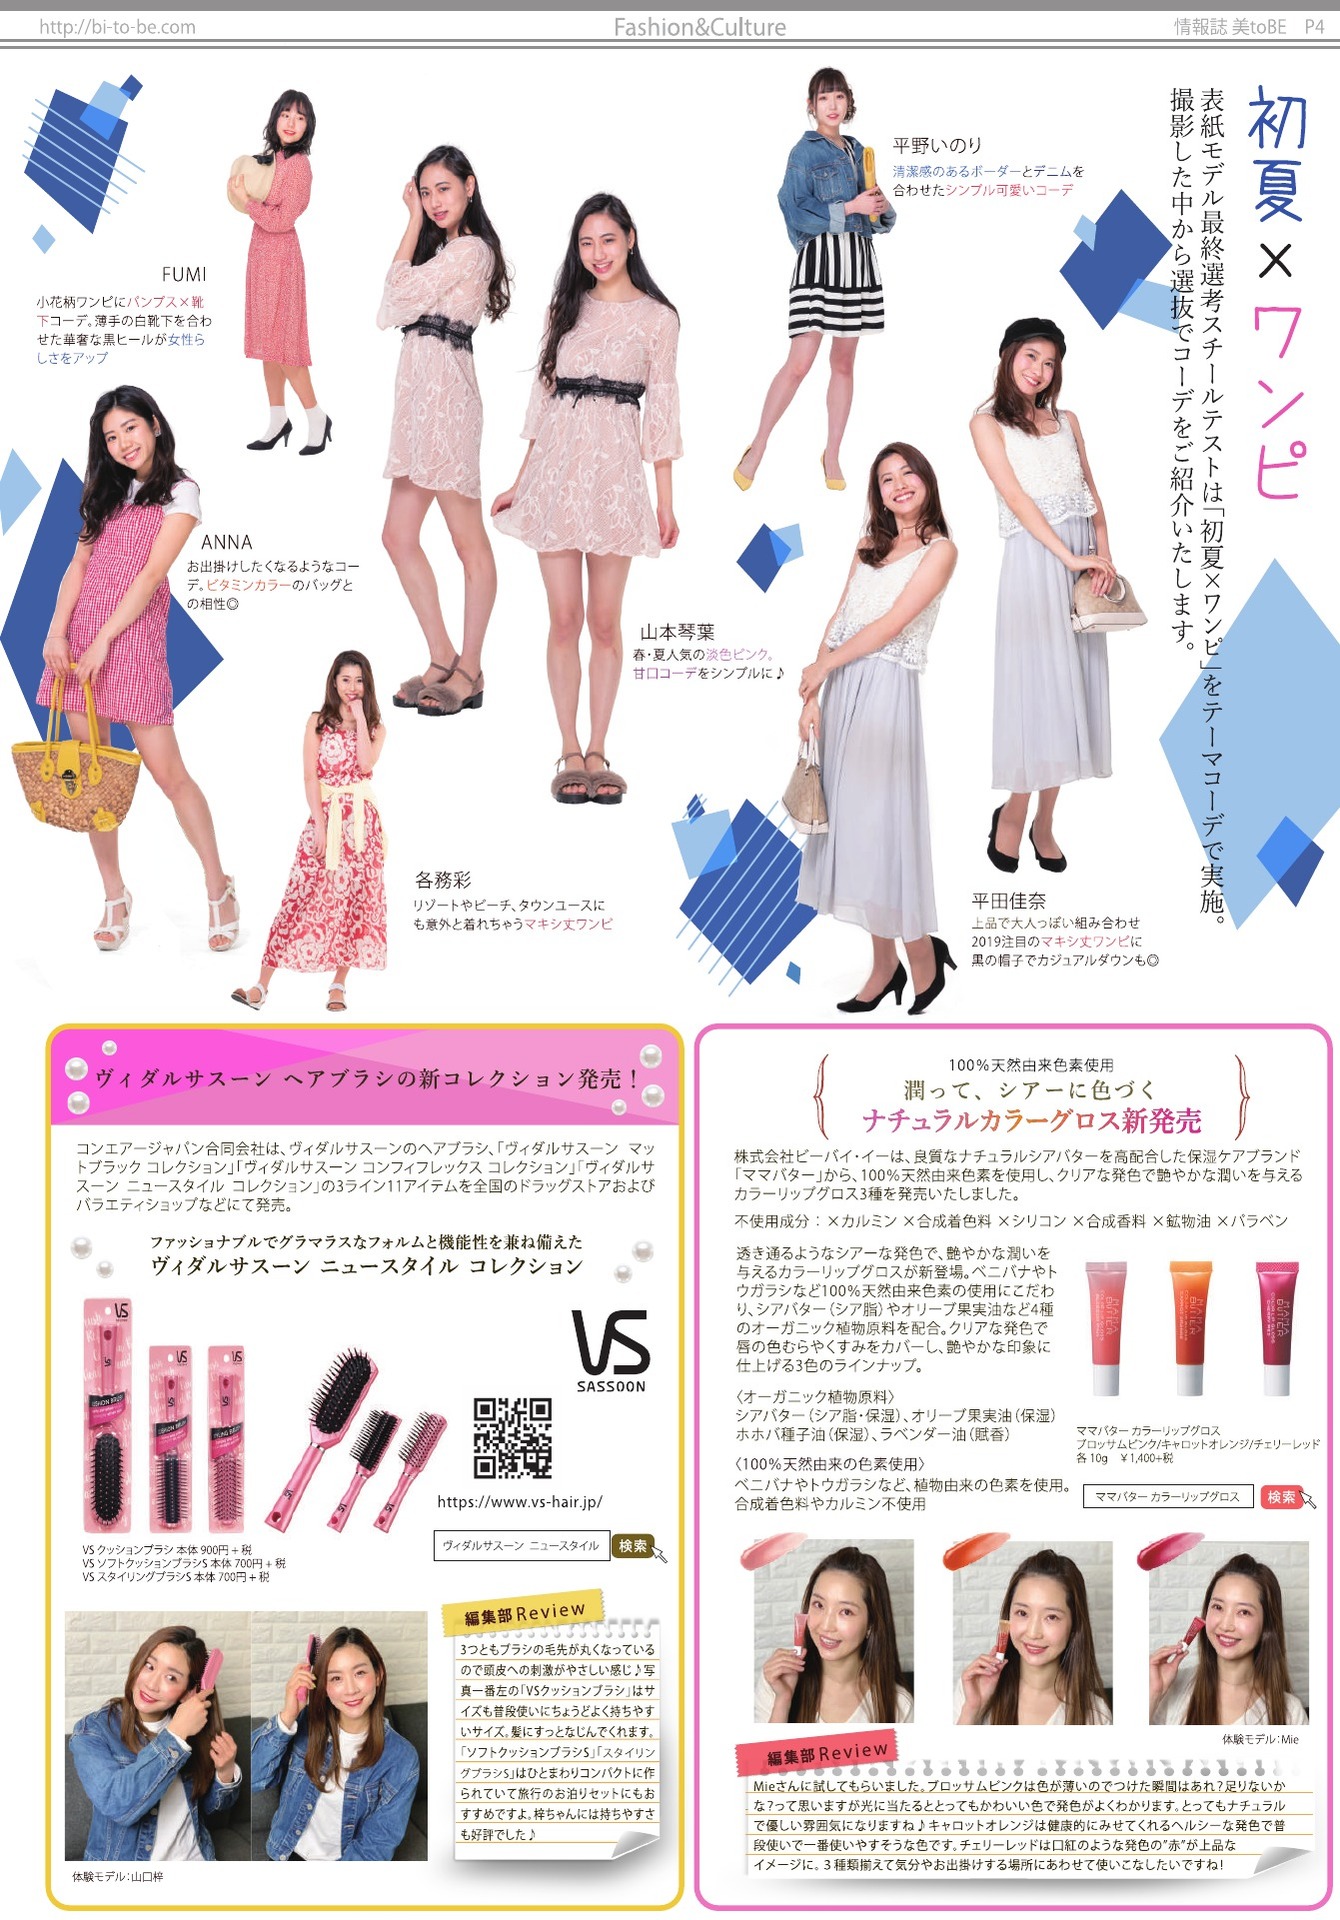 http://bi-to-be.com
Fashion&Culture
情報誌 美toBE P4
初夏×ワンピ
表紙モデル最終選考スチールテストは「初夏×ワンピ」をテーマコーデで実施。
撮影した中から選抜でコーデをご紹介いたします。
平野いのり
清潔感のあるボーダーとデニムを
合わせたシンプル可愛いコーデ
FUMI
小花柄ワンピにパンプス×靴
下コーデ。薄手の白靴下を合わ
せた華奢な黒ヒールが女性ら
しさをアップ
ANNA
お出掛けしたくなるようなコー
デ。ビタミンカラーのバッグと
の相性◎
山本琴葉
春・夏人気の淡色ピンク。
甘口コーデをシンプルに♪
各務彩
リゾートやビーチ、タウンユースに
も意外と着れちゃうマキシ丈ワンピ
平田佳奈
上品で大人っぽい組み合わせ
2019注目のマキシ丈ワンピに
黒の帽子でカジュアルダウンも◎
ヴィダルサスーン ヘアブラシの新コレクション発売！
コンエアージャパン合同会社は、ヴィダルサスーンのヘアブラシ、「ヴィダルサスーン マッ
トブラック コレクション」「ヴィダルサスーン コンフィフレックス コレクション」「ヴィダルサ
スーン ニュースタイル コレクション」の3ライン11アイテムを全国のドラッグストアおよび
バラエティショップなどにて発売。
ファッショナブルでグラマラスなフォルムと機能性を兼ね備えた
ヴィダルサスーン ニュースタイル コレクション
VS
SASSOON
https://www.vs-hair.jp/
ヴィダルサスーン ニュースタイル 検索
VS クッションブラシ 本体 900円 + 税
VS ソフトクッションブラシS 本体 700円 + 税
VS スタイリングブラシS 本体 700円 + 税
編集部Review
3つともブラシの毛先が丸くなっている
ので頭皮への刺激がやさしい感じ♪写
真一番左の「VSクッションブラシ」はサ
イズも普段使いにちょうどよく持ちやす
いサイズ。髪にすっとなじんでくれます。
「ソフトクッションブラシS」「スタイリン
グブラシS」はひとまわりコンパクトに作
られていて旅行のお泊りセットにもお
すすめですよ。梓ちゃんには持ちやすさ
も好評でした♪
体験モデル：山口梓
100%天然由来色素使用
潤って、シアーに色づく
ナチュラルカラーグロス新発売
株式会社ビーバイ・イーは、良質なナチュラルシアバターを高配合した保湿ケアブランド
「ママバター」から、100%天然由来色素を使用し、クリアな発色で艶やかな潤いを与える
カラーリップグロス3種を発売いたしました。
不使用成分：×カルミン ×合成着色料 ×シリコン ×合成香料 ×鉱物油 ×パラベン
透き通るようなシアーな発色で、艶やかな潤いを
与えるカラーリップグロスが新登場。ベニバナやト
ウガラシなど100%天然由来色素の使用にこだわ
り、シアバター（シア脂）やオリーブ果実油など4種
のオーガニック植物原料を配合。クリアな発色で
唇の色むらやくすみをカバーし、艶やかな印象に
仕上げる3色のラインナップ。
〈オーガニック植物原料〉
シアバター（シア脂・保湿）、オリーブ果実油（保湿）
ホホバ種子油（保湿）、ラベンダー油（賦香）
〈100%天然由来の色素使用〉
ベニバナやトウガラシなど、植物由来の色素を使用。
合成着色料やカルミン不使用
MAMA BUTTER
MAMA BUTTER
MAMA BUTTER
ママバター カラーリップグロス
ブロッサムピンク/キャロットオレンジ/チェリーレッド
各 10g ￥1,400+税
ママバター カラーリップグロス 検索
体験モデル：Mie
編集部Review
Mieさんに試してもらいました。ブロッサムピンクは色が薄いのでつけた瞬間はあれ？足りないか
な？って思いますが光に当たるととってもかわいい色で発色がよくわかります。とってもナチュラル
で優しい雰囲気になりますね♪キャロットオレンジは健康的にみせてくれるヘルシーな発色で普
段使いで一番使いやすそうな色です。チェリーレッドは口紅のような発色の"赤"が上品な
イメージに。3種類揃えて気分やお出掛けする場所にあわせて使いこなしたいですね！